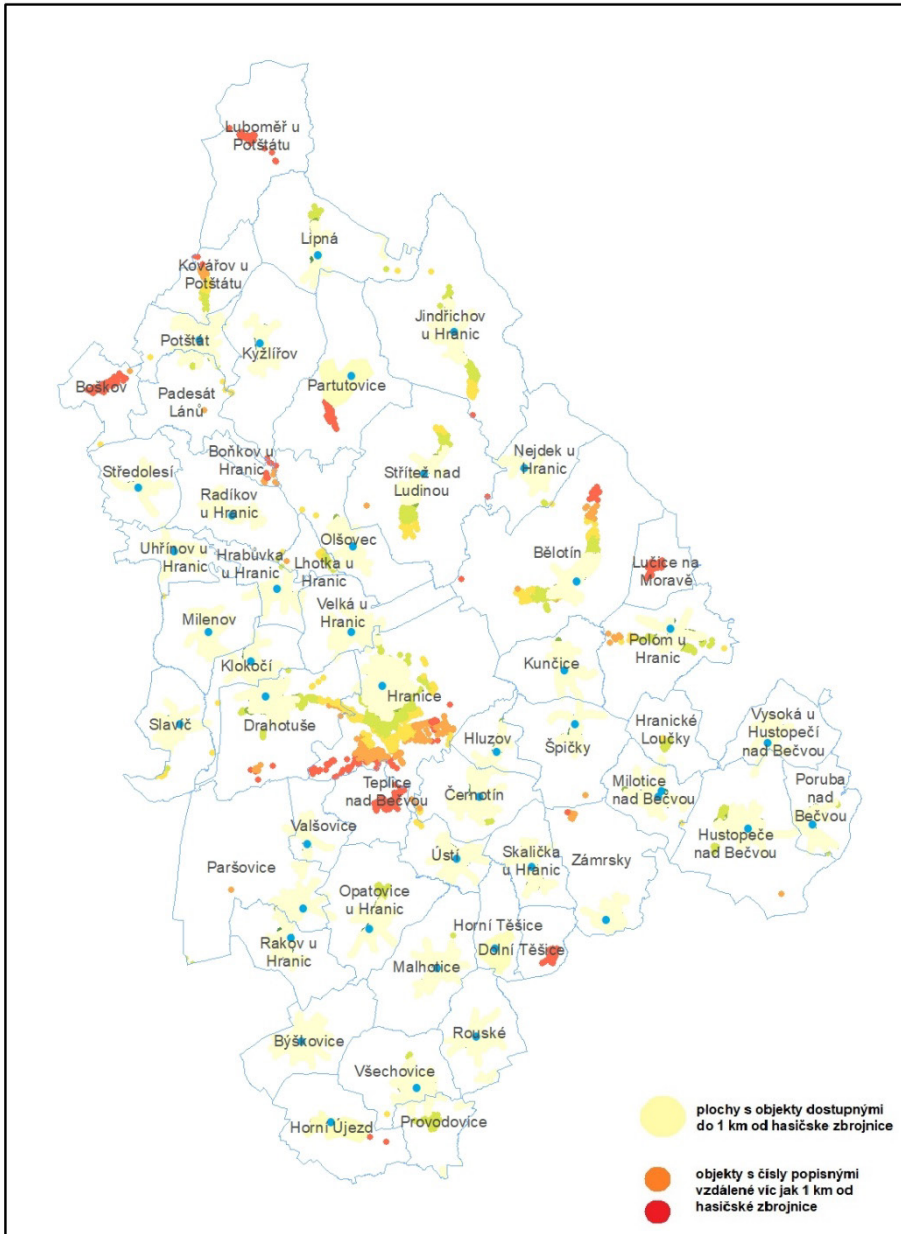 Luboměř u
Potštátu
Lipná
Kovářov u
Potštátu
Jindřichov
u Hranic
Potštát
Kyžlířov
Boškov
Padesát
Lánů
Partutovice
Boňkov u
Hranic
Středolesí
Radíkov
u Hranic
Střítež nad
Ludinou
Nejdek u
Hranic
Olšovec
Bělotín
Uhřínov u
Hranic
Hrabůvka
u Hranic
Lhotka u
Hranic
Lučice na
Moravě
Milenov
Velká u
Hranic
Polom u
Hranic
Klokočí
Kunčice
Hranice
Slavíč
Drahotuše
Hluzov
Špičky
Hranické
Loučky
Vysoká u
Hustopečí
nad Bečvou
Teplice
nad Bečvou
Černotín
Milotice
nad Bečvou
Poruba
nad
Bečvou
Valšovice
Hustopeče
nad Bečvou
Paršovice
Ústí
Skalička
u Hranic
Zámrsky
Opatovice
u Hranic
Horní Těšice
Rakov u
Hranic
Dolní Těšice
Malhotice
Býškovice
Rouské
Všechovice
Horní Újezd
Provodovice
plochy s objekty dostupnými
do 1 km od hasičske zbrojnice
objekty s čísly popisnými
vzdálené víc jak 1 km od
hasičské zbrojnice